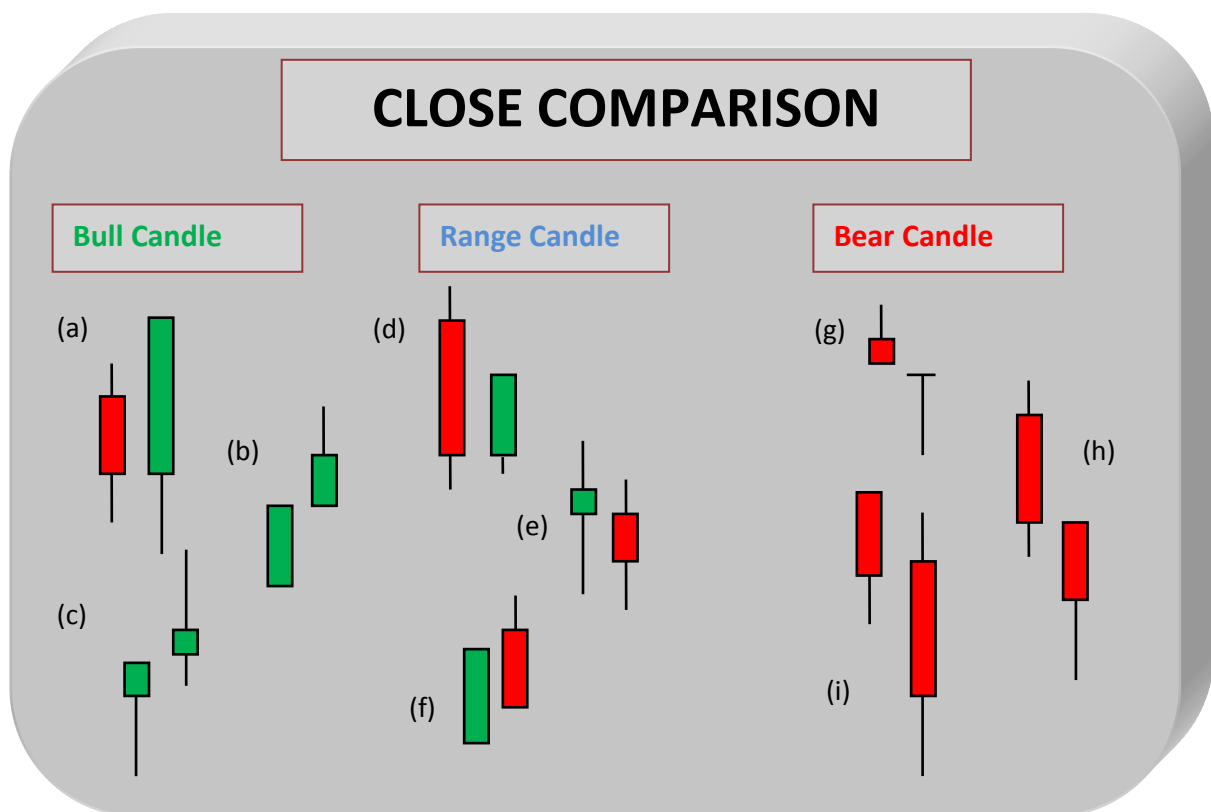 CLOSE COMPARISON
Bull Candle
Range Candle
Bear Candle
(a)
(d)
(g)
(b)
(h)
(e)
(c)
(i)
(f)